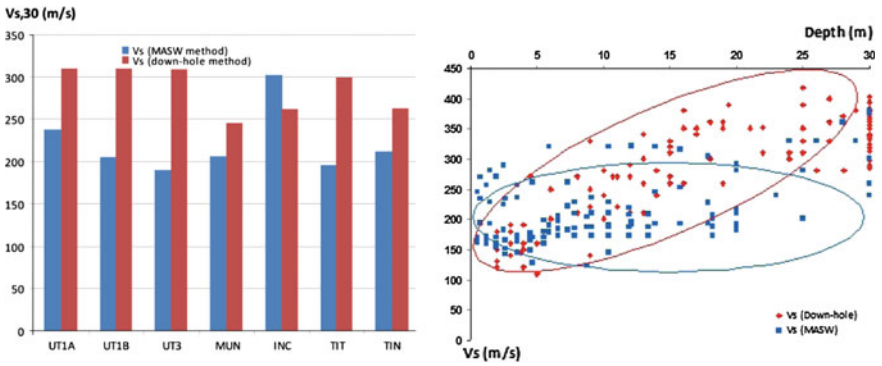 Vs,30 (m/s)
350
300
250
200
150
100
50
0
Vs (MASW method)
Vs (down-hole method)
UT1A UT1B UT3 MUN INC TIT TIN
Depth (m)
0 5 10 15 20 25 30
450
400
350
300
250
200
150
100
50
0
Vs (Down-hole)
Vs (MASW)
Vs (m/s)